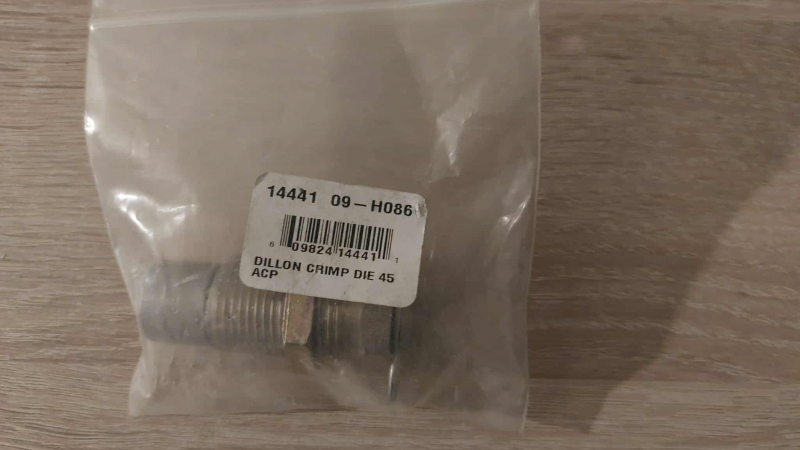 14441 09-H086
6 09824 14441 1
DILLON CRIMP DIE 45
ACP